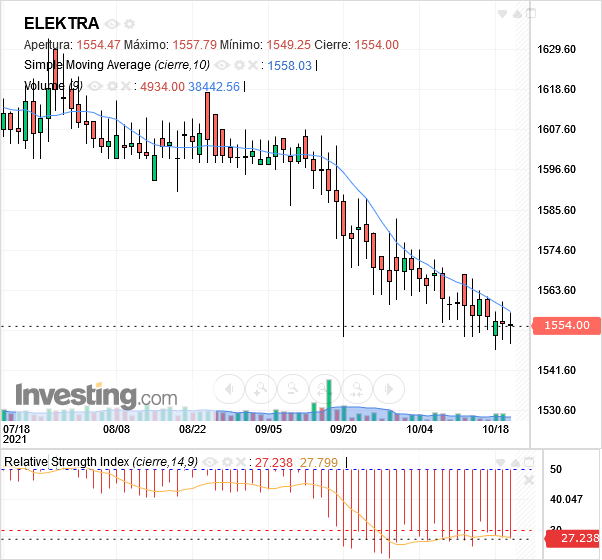 ELEKTRA
Apertura: 1554.47 Máximo: 1557.79 Mínimo: 1549.25 Cierre: 1554.00
Simple Moving Average (cierre,10) 1558.03
Volume (9) 4934.00 38442.56
1629.60
1618.60
1607.60
1596.60
1585.60
1574.60
1563.60
1554.00
1541.60
1530.60
Investing.com
07/18 08/08 08/22 09/05 09/20 10/04 10/18
2021
Relative Strength Index (cierre,14,9) 27.238 27.799
50
40.047
30
27.238